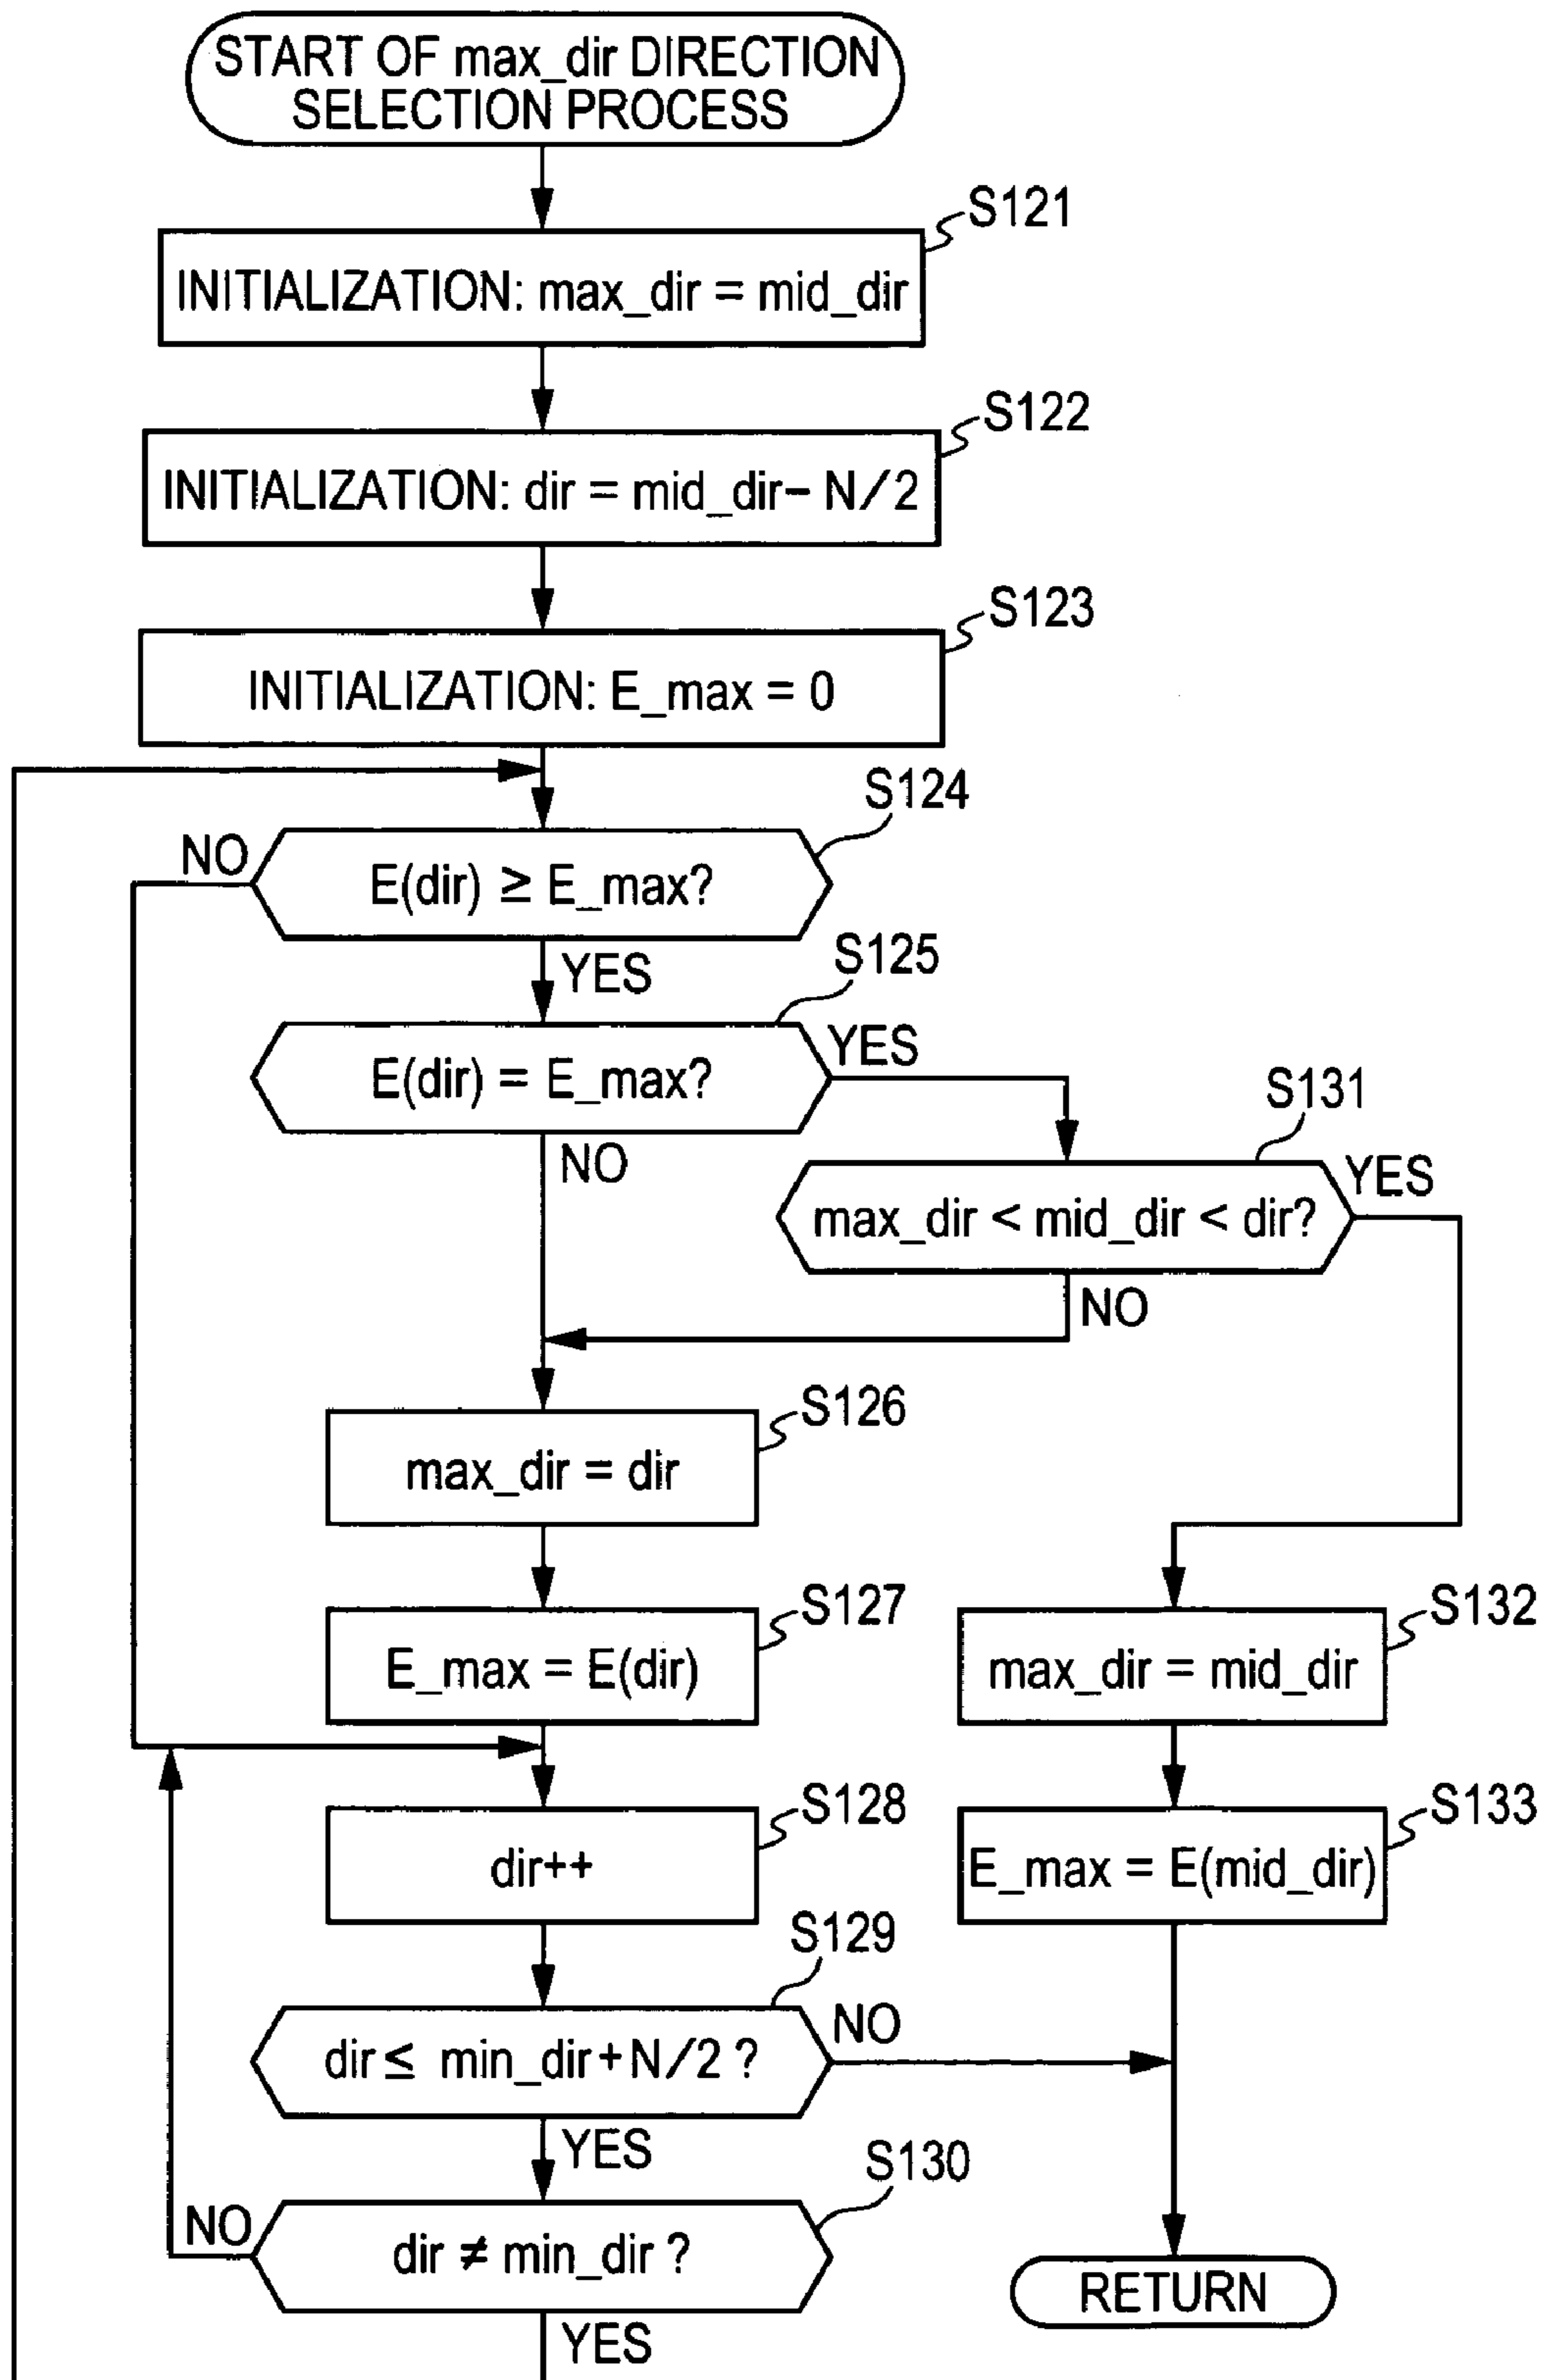 START OF max_dir DIRECTION
SELECTION PROCESS
S121
INITIALIZATION: max_dir = mid_dir
S122
INITIALIZATION: dir = mid_dir– N/2
S123
INITIALIZATION: E_max = 0
S124
NO
E(dir) ≥ E_max?
YES
S125
E(dir) = E_max?
YES
NO
S131
max_dir < mid_dir < dir?
YES
NO
S126
max_dir = dir
S127
E_max = E(dir)
S132
max_dir = mid_dir
S128
dir++
S133
E_max = E(mid_dir)
S129
dir ≤ min_dir+N/2 ?
NO
YES
S130
NO
dir ≠ min_dir ?
YES
RETURN